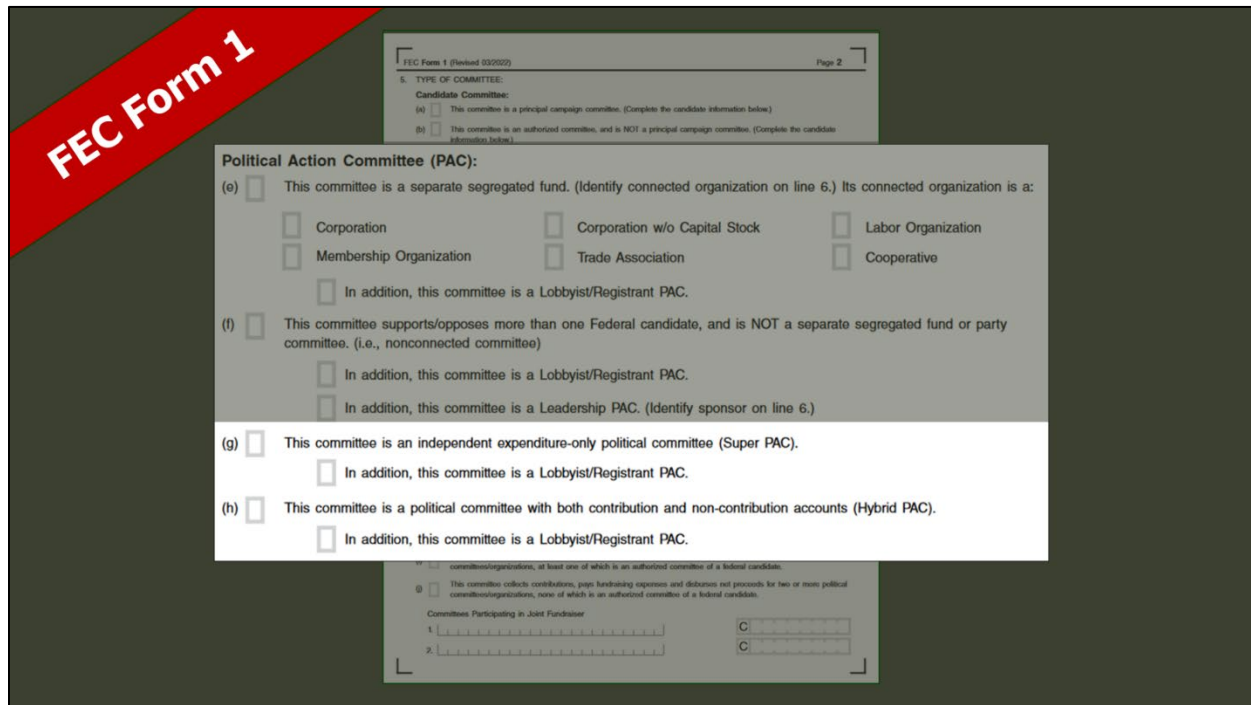 FEC Form 1
FEC Form 1 (Revised 03/2022) Page 2
5. TYPE OF COMMITTEE:
Candidate Committee:
(a) This committee is a principal campaign committee. (Complete the candidate information below.)
(b) This committee is an authorized committee, and is NOT a principal campaign committee. (Complete the candidate
information below.)
Political Action Committee (PAC):
(e) This committee is a separate segregated fund. (Identify connected organization on line 6.) Its connected organization is a:
Corporation Corporation w/o Capital Stock Labor Organization
Membership Organization Trade Association Cooperative
In addition, this committee is a Lobbyist/Registrant PAC.
(f) This committee supports/opposes more than one Federal candidate, and is NOT a separate segregated fund or party
committee. (i.e., nonconnected committee)
In addition, this committee is a Lobbyist/Registrant PAC.
In addition, this committee is a Leadership PAC. (Identify sponsor on line 6.)
(g) This committee is an independent expenditure-only political committee (Super PAC).
In addition, this committee is a Lobbyist/Registrant PAC.
(h) This committee is a political committee with both contribution and non-contribution accounts (Hybrid PAC).
In addition, this committee is a Lobbyist/Registrant PAC.
committees/organizations, at least one of which is an authorized committee of a federal candidate.
(j) This committee collects contributions, pays fundraising expenses and disburses net proceeds for two or more political
committees/organizations, none of which is an authorized committee of a federal candidate.
Committees Participating in Joint Fundraiser
1. C
2. C